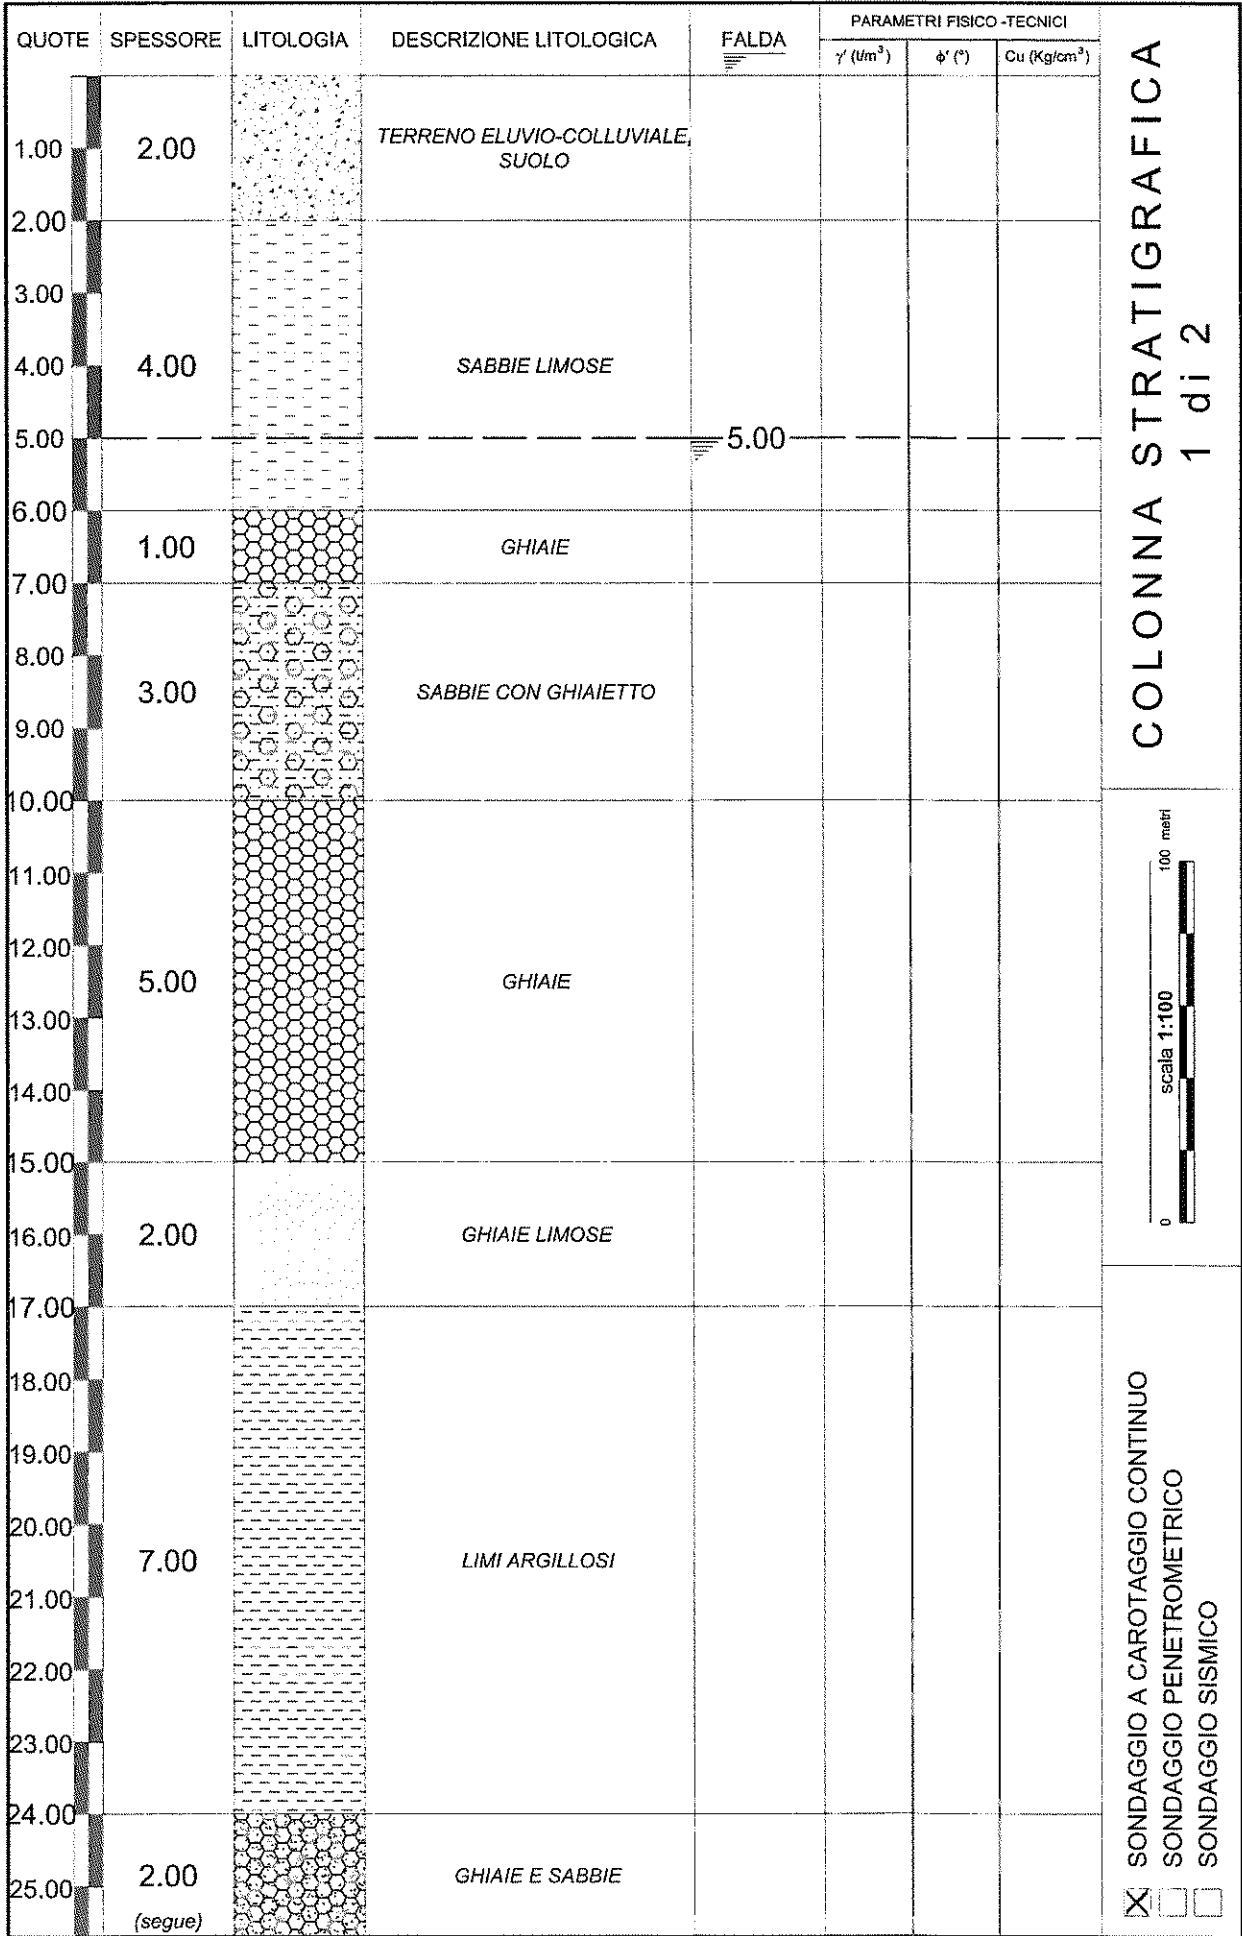 QUOTE SPESSORE LITOLOGIA DESCRIZIONE LITOLOGICA FALDA PARAMETRI FISICO-TECNICI
γ' (t/m³) ϕ' (°) Cu (Kg/cm³)
1.00 2.00 TERRENO ELUVIO-COLLUVIALE,
SUOLO
2.00
3.00
4.00 4.00 SABBIE LIMOSE
5.00 5.00
6.00
1.00 GHIAIE
7.00
8.00
3.00 SABBIE CON GHIAIETTO
9.00
10.00
11.00
12.00
5.00 GHIAIE
13.00
14.00
15.00
16.00 2.00 GHIAIE LIMOSE
17.00
18.00
19.00
20.00
7.00 LIMI ARGILLOSI
21.00
22.00
23.00
24.00
25.00 2.00 GHIAIE E SABBIE
(segue)
COLONNA STRATIGRAFICA
1 di 2
0 scala 1:100 100 metri
SONDAGGIO A CAROTAGGIO CONTINUO
SONDAGGIO PENETROMETRICO
SONDAGGIO SISMICO